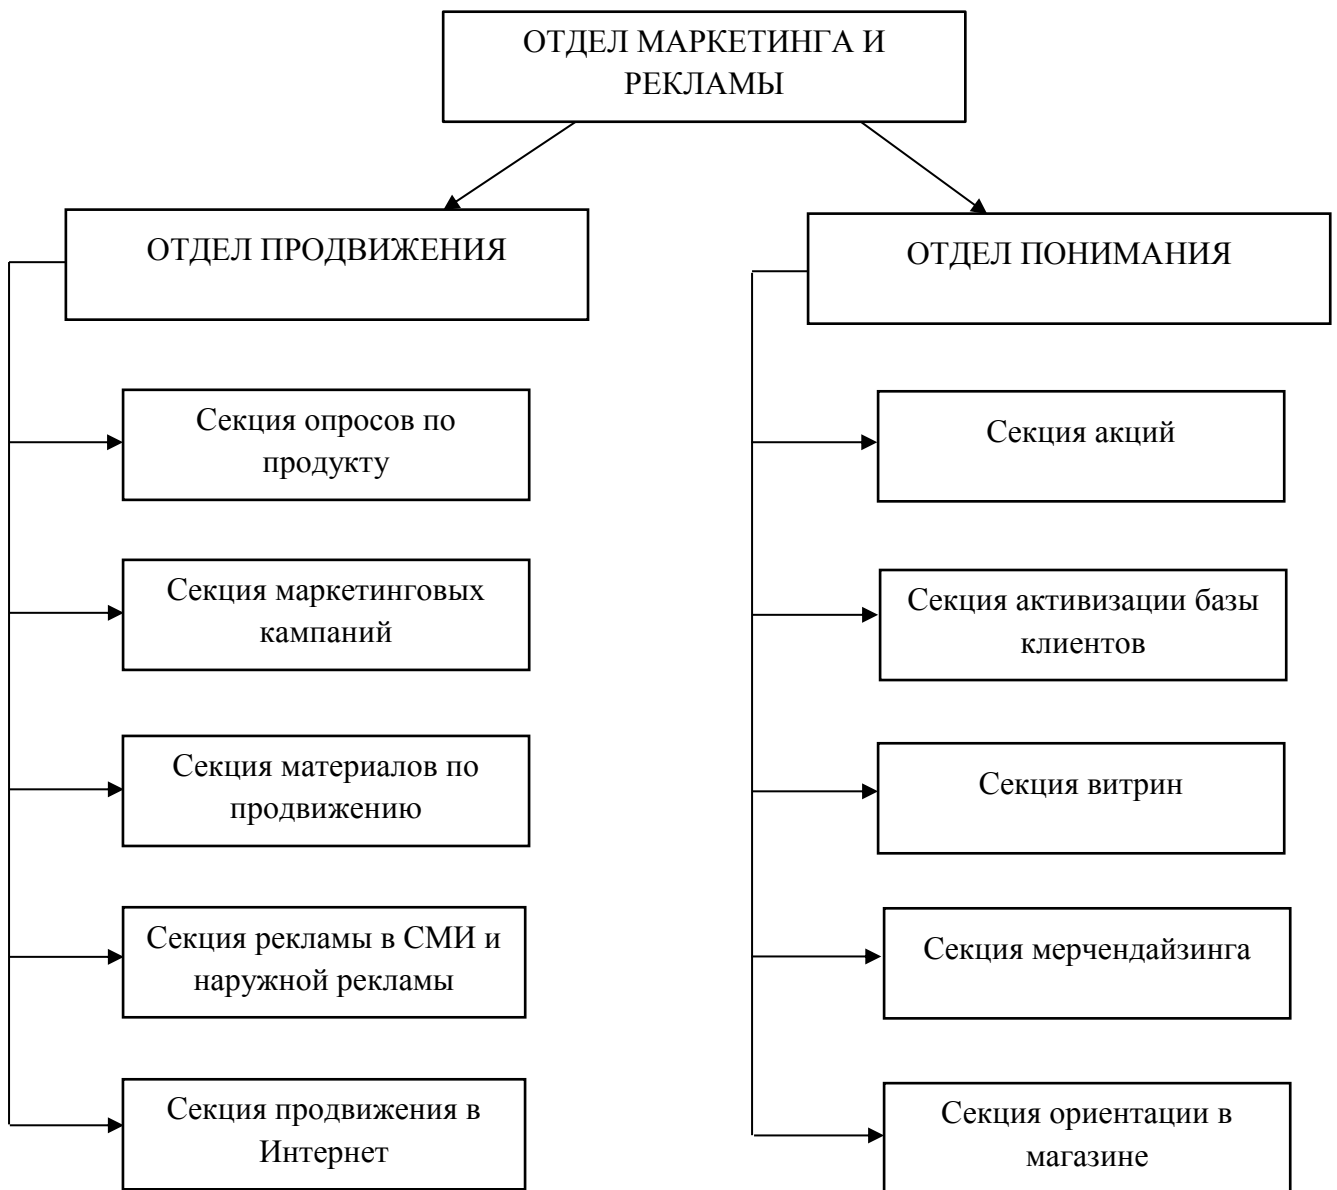 ОТДЕЛ МАРКЕТИНГА И
РЕКЛАМЫ
ОТДЕЛ ПРОДВИЖЕНИЯ
Секция опросов по
продукту
Секция маркетинговых
кампаний
Секция материалов по
продвижению
Секция рекламы в СМИ и
наружной рекламы
Секция продвижения в
Интернет
ОТДЕЛ ПОНИМАНИЯ
Секция акций
Секция активизации базы
клиентов
Секция витрин
Секция мерчендайзинга
Секция ориентации в
магазине